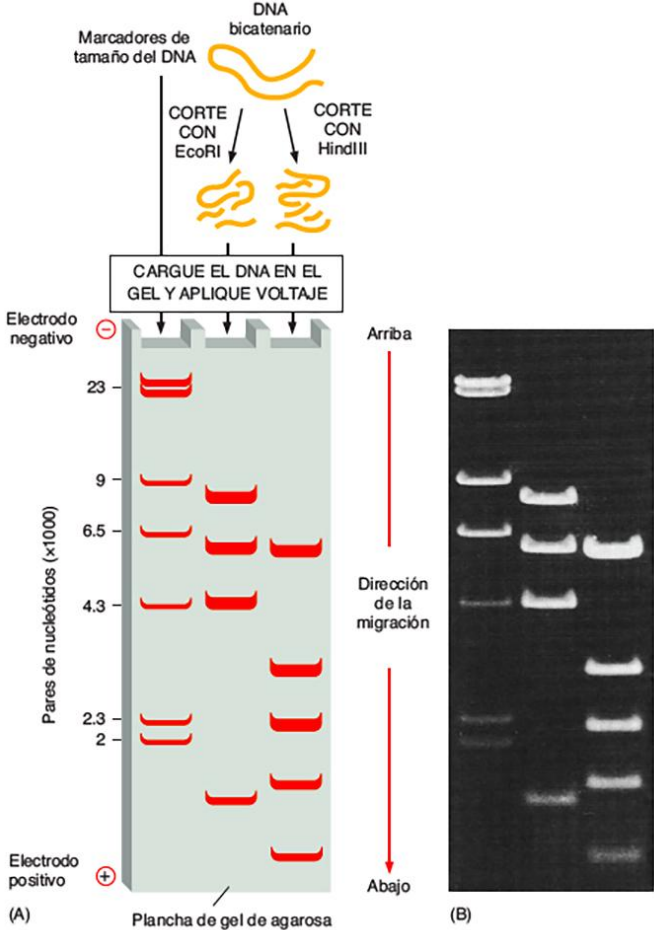 DNA
bicatenario
Marcadores de
tamaño del DNA
CORTE
CON
EcoRI
CORTE
CON
HindIII
CARGUE EL DNA EN EL
GEL Y APLIQUE VOLTAJE
Electrodo
negativo
−
Arriba
23
9
6.5
4.3
2.3
2
Pares de nucleótidos (x1000)
Dirección
de la
migración
Electrodo
positivo
+
Abajo
(A)
Plancha de gel de agarosa
(B)